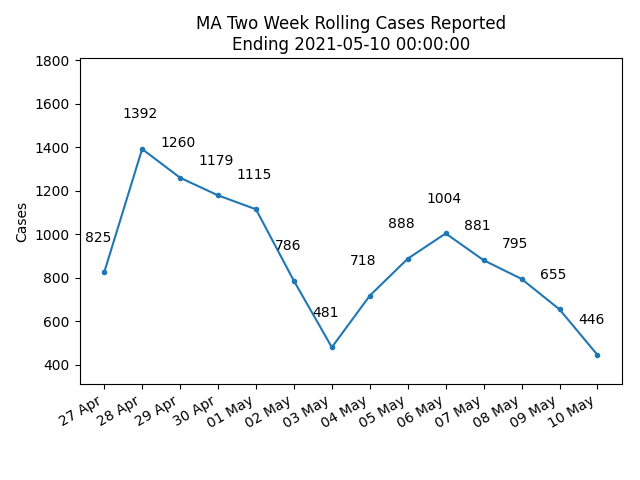 MA Two Week Rolling Cases Reported
Ending 2021-05-10 00:00:00
1800
1600
1400
1200
1000
800
600
400
Cases
825
1392
1260
1179
1115
786
481
718
888
1004
881
795
655
446
27 Apr
28 Apr
29 Apr
30 Apr
01 May
02 May
03 May
04 May
05 May
06 May
07 May
08 May
09 May
10 May